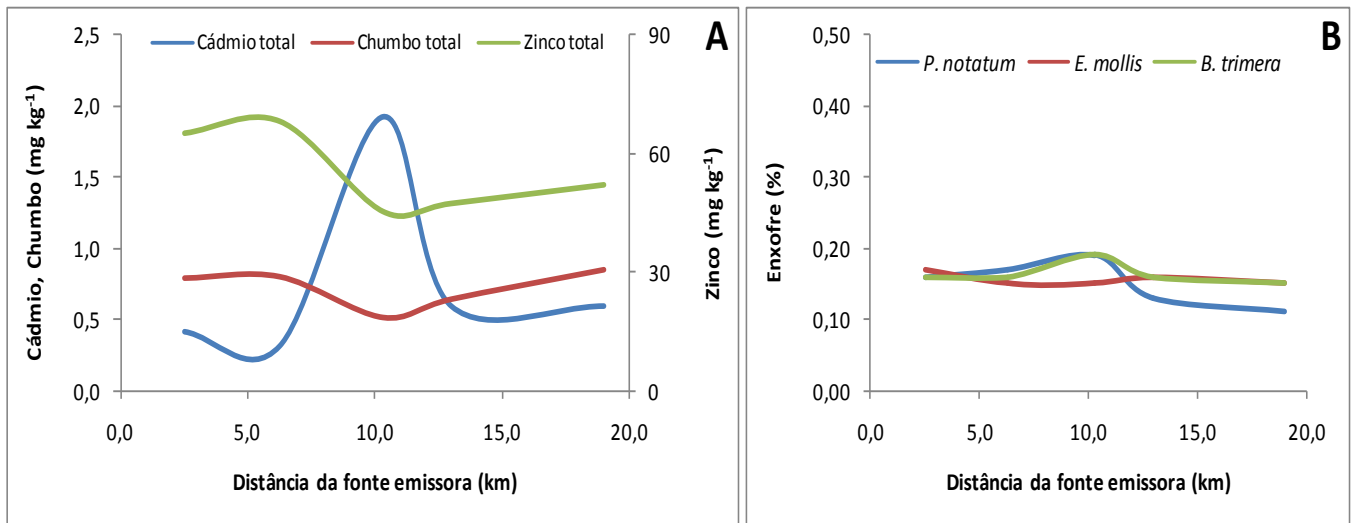 Cádmio total Chumbo total Zinco total
A
2,5
2,0
1,5
1,0
0,5
0,0
Cádmio, Chumbo (mg kg⁻¹)
90
60
30
0
Zinco (mg kg⁻¹)
0,0 5,0 10,0 15,0 20,0
Distância da fonte emissora (km)
B
P. notatum E. mollis B. trimera
0,50
0,40
0,30
0,20
0,10
0,00
Enxofre (%)
0,0 5,0 10,0 15,0 20,0
Distância da fonte emissora (km)